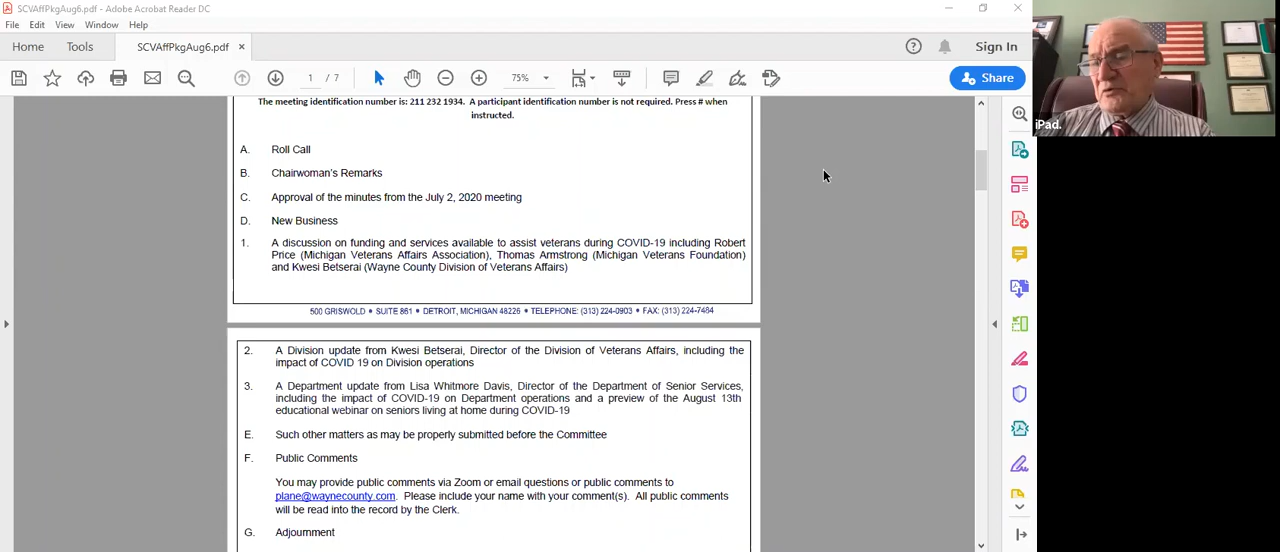 SCVAffPkgAug6.pdf - Adobe Acrobat Reader DC
File Edit View Window Help
Home Tools SCVAffPkgAug6.pdf × Sign In
1 / 7 75% Share
The meeting identification number is: 211 232 1934. A participant identification number is not required. Press # when
instructed.
A. Roll Call
B. Chairwoman's Remarks
C. Approval of the minutes from the July 2, 2020 meeting
D. New Business
1. A discussion on funding and services available to assist veterans during COVID-19 including Robert
Price (Michigan Veterans Affairs Association), Thomas Armstrong (Michigan Veterans Foundation)
and Kwesi Betserai (Wayne County Division of Veterans Affairs)
500 GRISWOLD • SUITE 861 • DETROIT, MICHIGAN 48226 • TELEPHONE: (313) 224-0903 • FAX: (313) 224-7484
2. A Division update from Kwesi Betserai, Director of the Division of Veterans Affairs, including the
impact of COVID 19 on Division operations
3. A Department update from Lisa Whitmore Davis, Director of the Department of Senior Services,
including the impact of COVID-19 on Department operations and a preview of the August 13th
educational webinar on seniors living at home during COVID-19
E. Such other matters as may be properly submitted before the Committee
F. Public Comments
You may provide public comments via Zoom or email questions or public comments to
plane@waynecounty.com. Please include your name with your comment(s). All public comments
will be read into the record by the Clerk.
G. Adjournment
iPad.